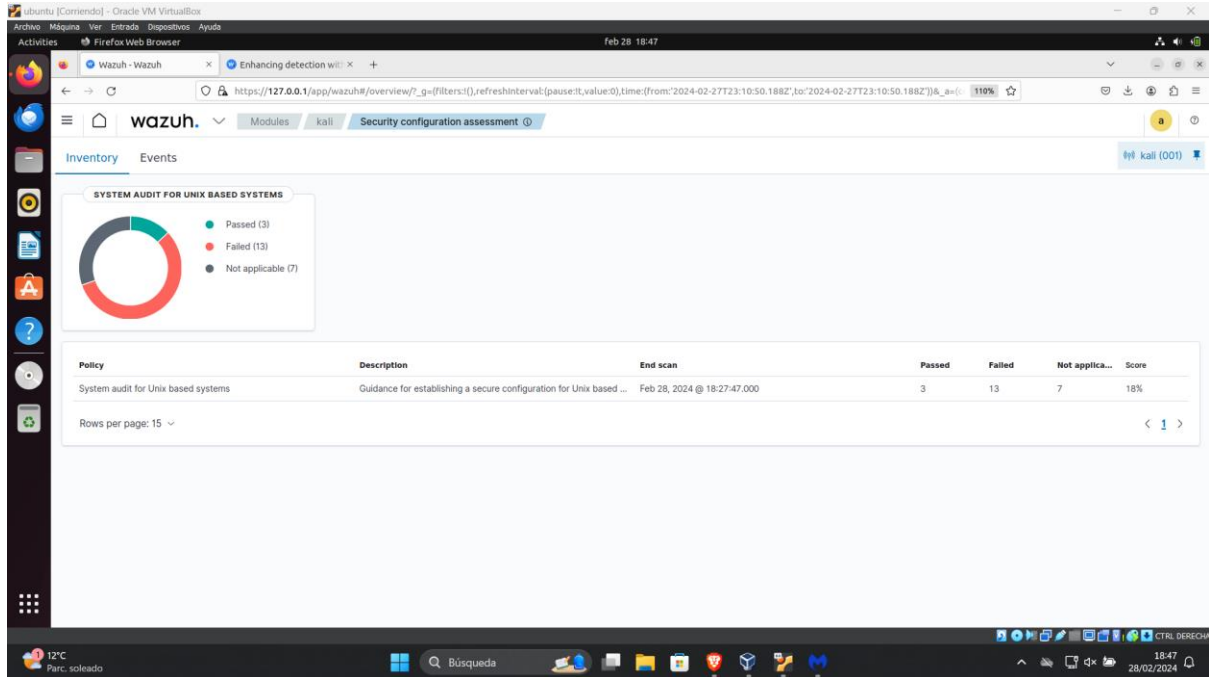 ubuntu [Corriendo] - Oracle VM VirtualBox
Archivo Máquina Ver Entrada Dispositivos Ayuda
Activities Firefox Web Browser feb 28 18:47
Wazuh - Wazuh × Enhancing detection wit × +
https://127.0.0.1/app/wazuh#/overview/?_g=(filters:!(),refreshInterval:(pause:!t,value:0),time:(from:'2024-02-27T23:10:50.188Z',to:'2024-02-27T23:10:50.188Z'))&_a=( 110%
wazuh. Modules kali Security configuration assessment a
Inventory Events kali (001)
SYSTEM AUDIT FOR UNIX BASED SYSTEMS
Passed (3)
Failed (13)
Not applicable (7)
Policy Description End scan Passed Failed Not applica... Score
System audit for Unix based systems Guidance for establishing a secure configuration for Unix based ... Feb 28, 2024 @ 18:27:47.000 3 13 7 18%
Rows per page: 15 < 1 >
CTRL DERECHA
1 12°C Búsqueda 18:47
Parc. soleado 28/02/2024